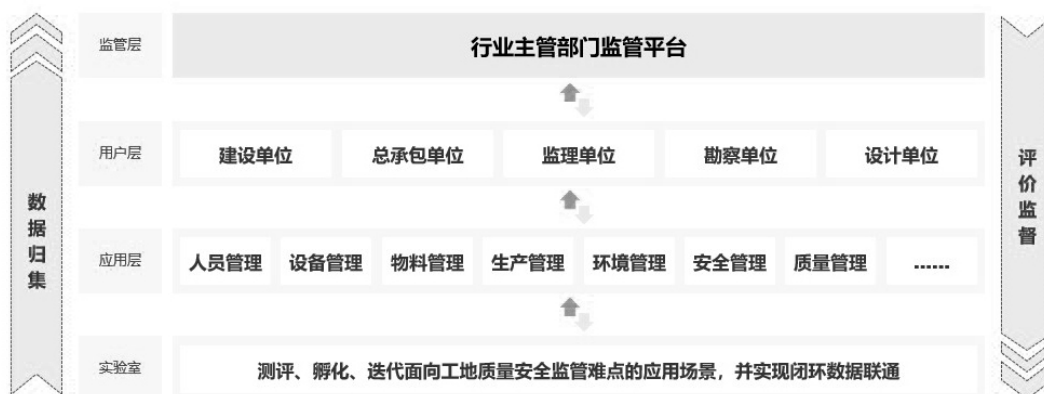 监管层
行业主管部门监管平台
用户层
建设单位
总承包单位
监理单位
勘察单位
设计单位
应用层
人员管理
设备管理
物料管理
生产管理
环境管理
安全管理
质量管理
……
实验室
测评、孵化、迭代面向工地质量安全监管难点的应用场景，并实现闭环数据联通
数据归集
评价监督